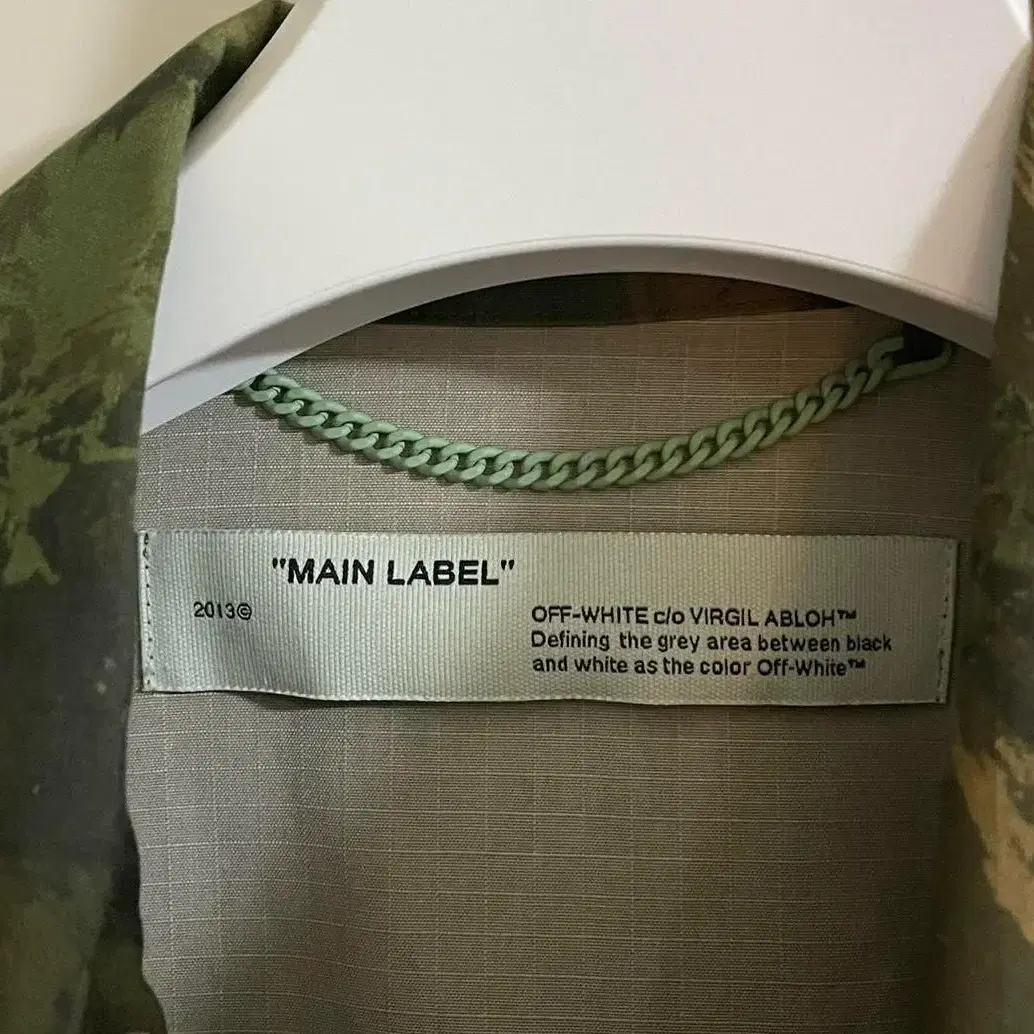 "MAIN LABEL"
2013©
OFF-WHITE c/o VIRGIL ABLOH™
Defining the grey area between black
and white as the color Off-White™